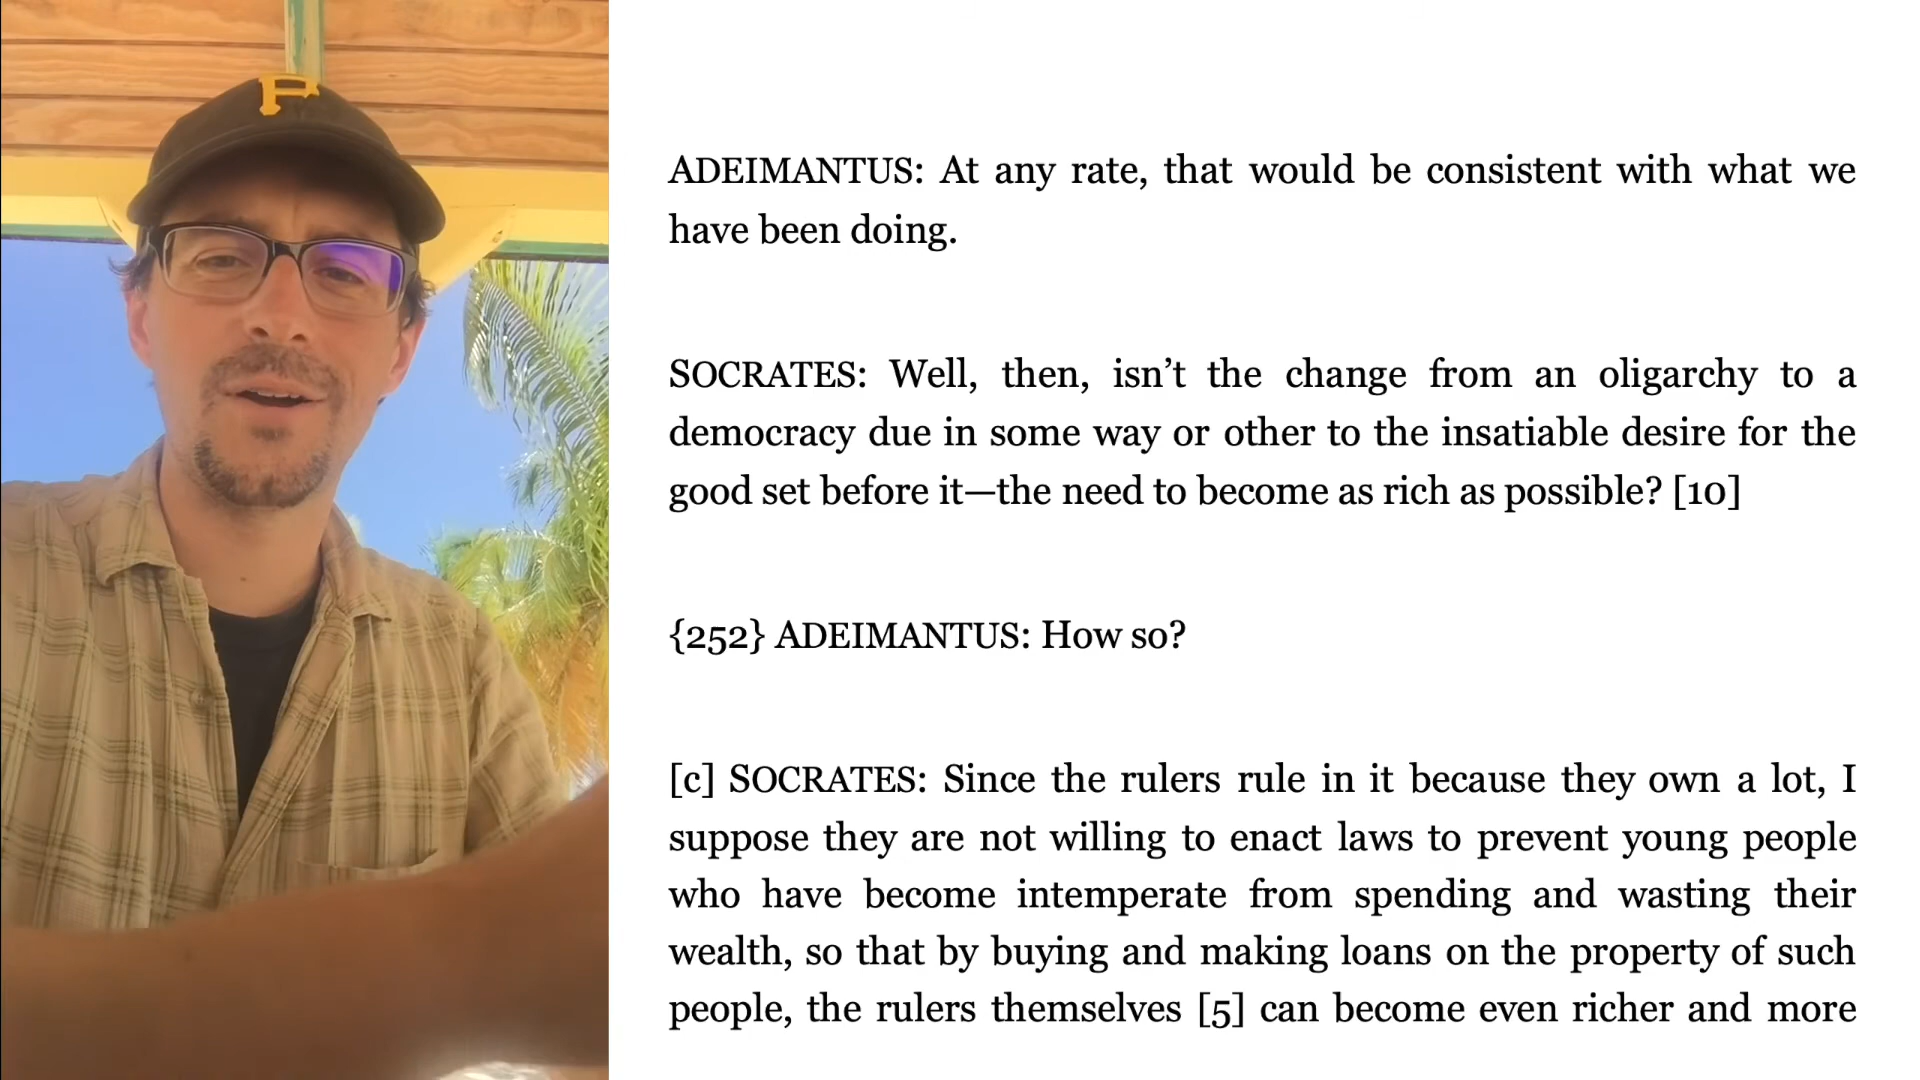 P
ADEIMANTUS: At any rate, that would be consistent with what we
have been doing.
SOCRATES: Well, then, isn’t the change from an oligarchy to a
democracy due in some way or other to the insatiable desire for the
good set before it—the need to become as rich as possible? [10]
{252} ADEIMANTUS: How so?
[c] SOCRATES: Since the rulers rule in it because they own a lot, I
suppose they are not willing to enact laws to prevent young people
who have become intemperate from spending and wasting their
wealth, so that by buying and making loans on the property of such
people, the rulers themselves [5] can become even richer and more